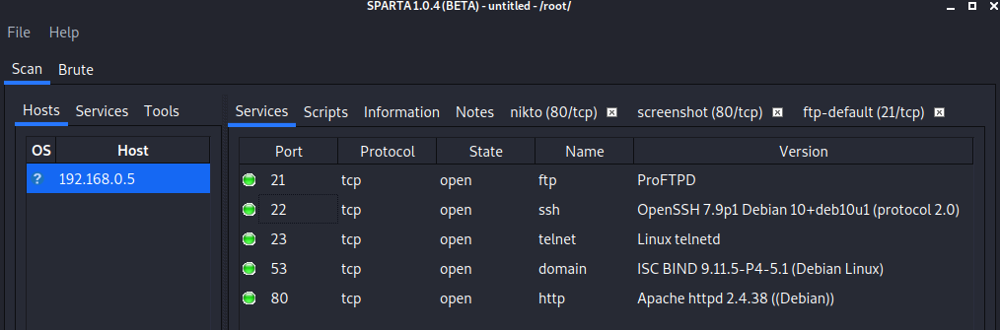 SPARTA 1.0.4 (BETA) - untitled - /root/
File Help
Scan Brute
Hosts Services Tools
Services Scripts Information Notes nikto (80/tcp) screenshot (80/tcp) ftp-default (21/tcp)
OS Host
? 192.168.0.5
Port Protocol State Name Version
21 tcp open ftp ProFTPD
22 tcp open ssh OpenSSH 7.9p1 Debian 10+deb10u1 (protocol 2.0)
23 tcp open telnet Linux telnetd
53 tcp open domain ISC BIND 9.11.5-P4-5.1 (Debian Linux)
80 tcp open http Apache httpd 2.4.38 ((Debian))